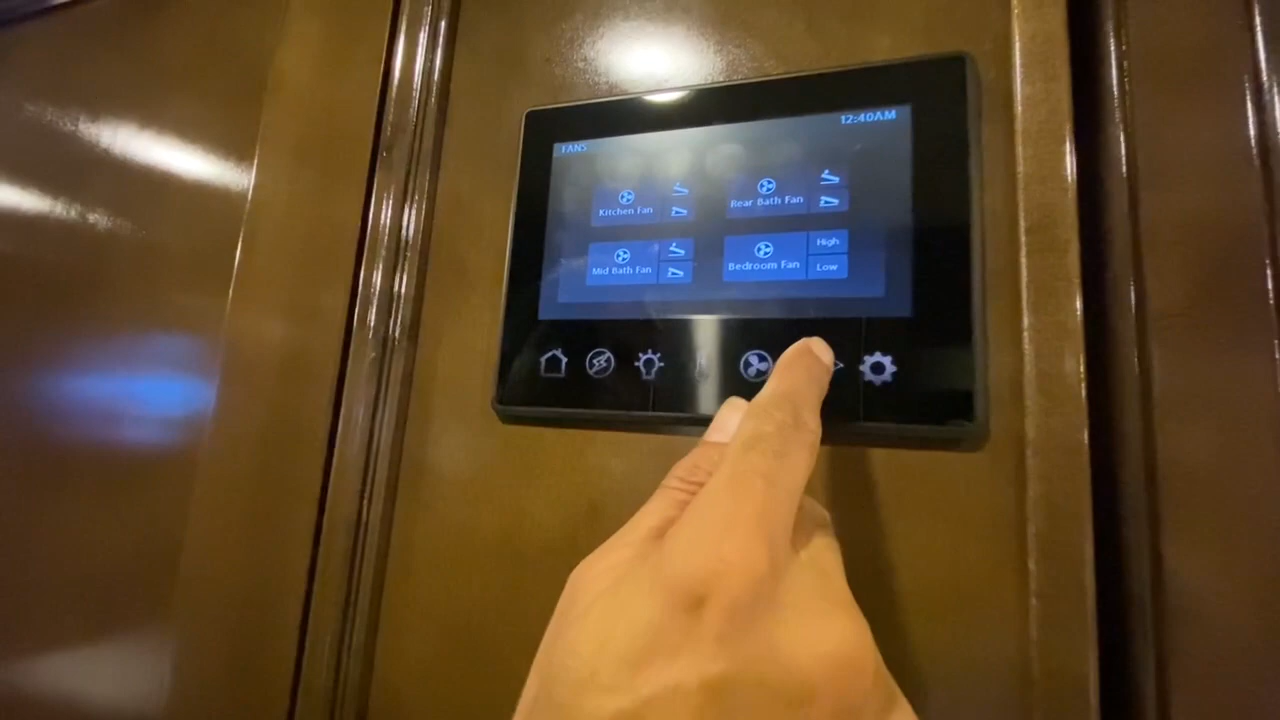 12:40AM
FANS
Kitchen Fan
Rear Bath Fan
Mid Bath Fan
Bedroom Fan
High
Low